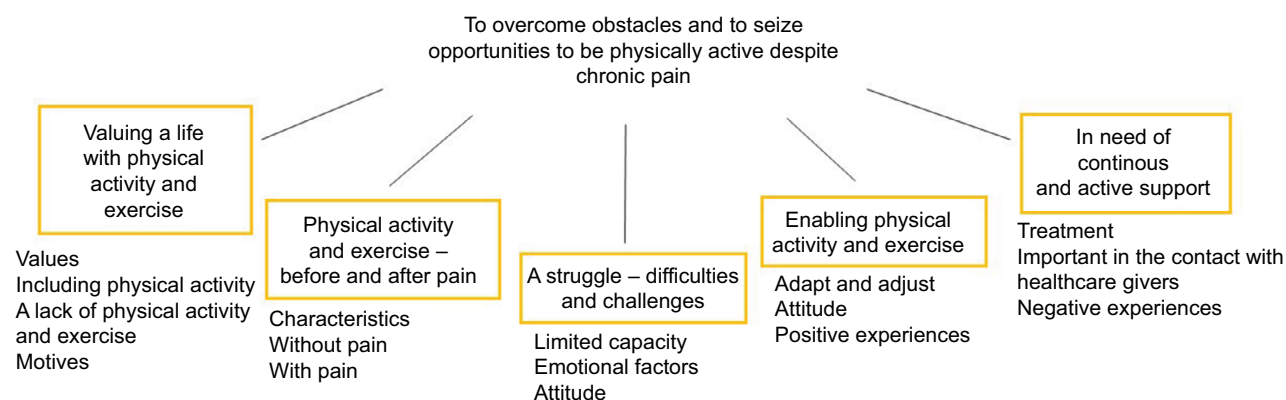 To overcome obstacles and to seize
opportunities to be physically active despite
chronic pain
Valuing a life
with physical
activity and
exercise
Values
Including physical activity
A lack of physical activity
and exercise
Motives
Physical activity
and exercise –
before and after pain
Characteristics
Without pain
With pain
A struggle – difficulties
and challenges
Limited capacity
Emotional factors
Attitude
Enabling physical
activity and exercise
Adapt and adjust
Attitude
Positive experiences
In need of
continous
and active support
Treatment
Important in the contact with
healthcare givers
Negative experiences